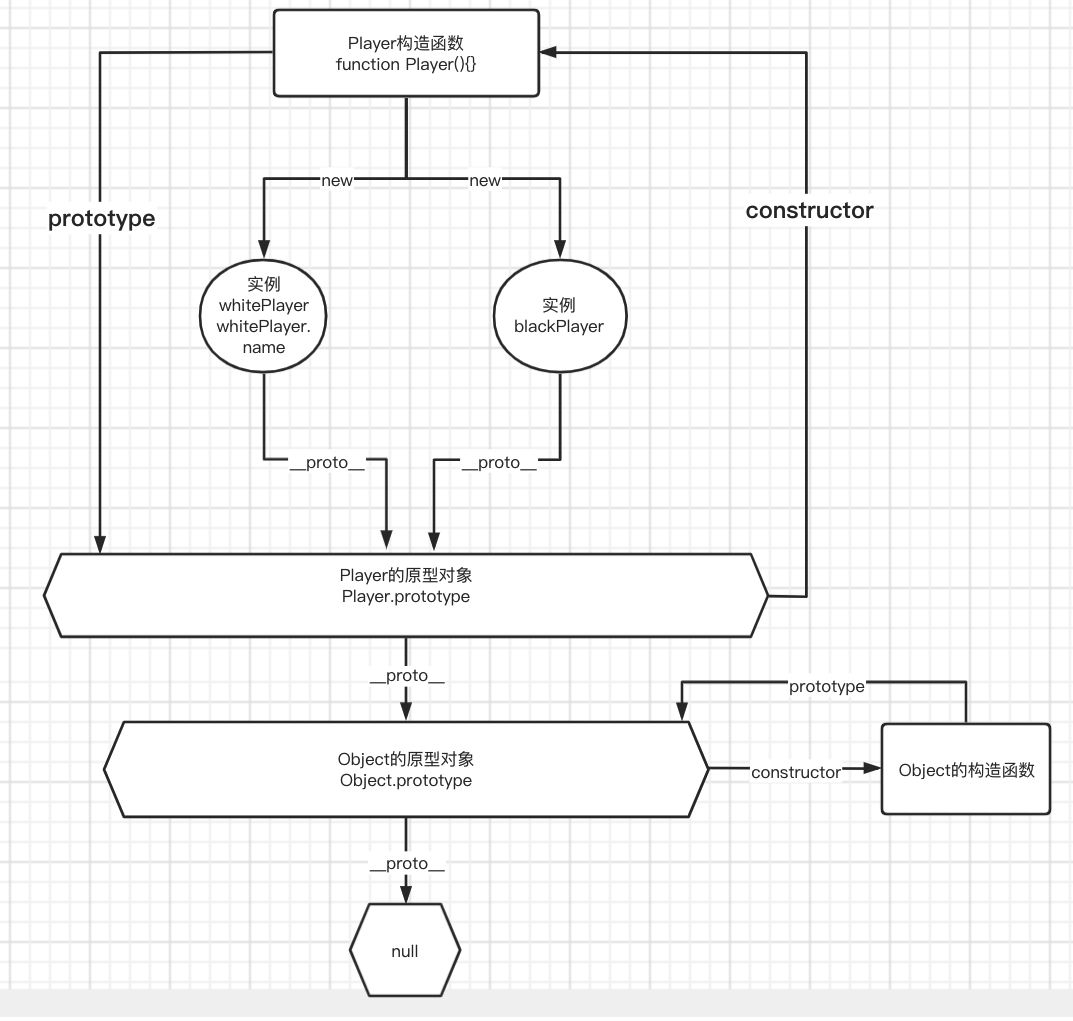 Player构造函数
function Player(){}
new
new
prototype
constructor
实例
whitePlayer
whitePlayer.
name
实例
blackPlayer
__proto__
__proto__
Player的原型对象
Player.prototype
__proto__
prototype
Object的原型对象
Object.prototype
constructor
Object的构造函数
__proto__
null